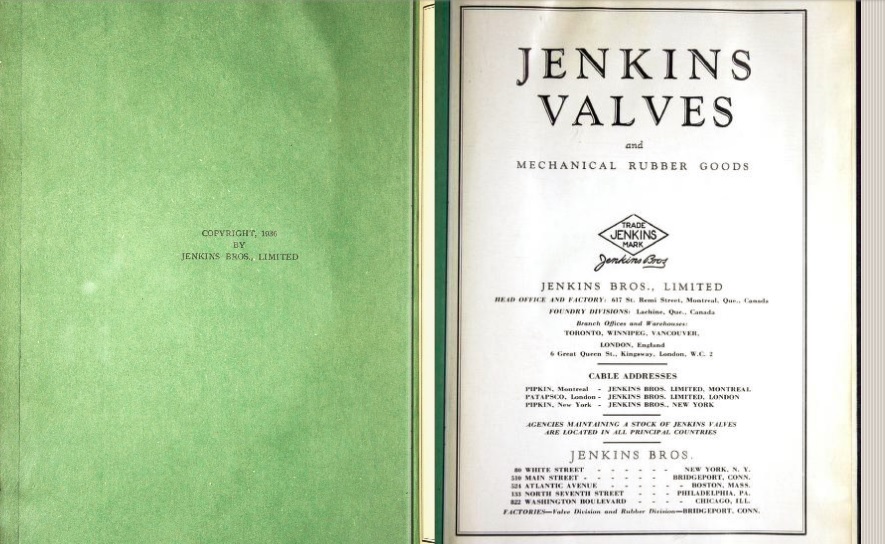 COPYRIGHT, 1936
BY
JENKINS BROS., LIMITED
JENKINS
VALVES
and
MECHANICAL RUBBER GOODS
TRADE
JENKINS
MARK
Jenkins Bros
JENKINS BROS., LIMITED
HEAD OFFICE AND FACTORY: 617 St. Remi Street, Montreal, Que., Canada
FOUNDRY DIVISIONS: Lachine, Que., Canada
Branch Offices and Warehouses:
TORONTO, WINNIPEG, VANCOUVER,
LONDON, England
6 Great Queen St., Kingsway, London, W.C. 2
CABLE ADDRESSES
PIPKIN, Montreal - JENKINS BROS. LIMITED, MONTREAL
PATAPSCO, London - JENKINS BROS. LIMITED, LONDON
PIPKIN, New York - JENKINS BROS., NEW YORK
AGENCIES MAINTAINING A STOCK OF JENKINS VALVES
ARE LOCATED IN ALL PRINCIPAL COUNTRIES
JENKINS BROS.
80 WHITE STREET - - - - - - NEW YORK, N. Y.
510 MAIN STREET - - - - - - BRIDGEPORT, CONN.
524 ATLANTIC AVENUE - - - - - - BOSTON, MASS.
133 NORTH SEVENTH STREET - - - PHILADELPHIA, PA.
822 WASHINGTON BOULEVARD - - - - CHICAGO, ILL.
FACTORIES—Valve Division and Rubber Division—BRIDGEPORT, CONN.